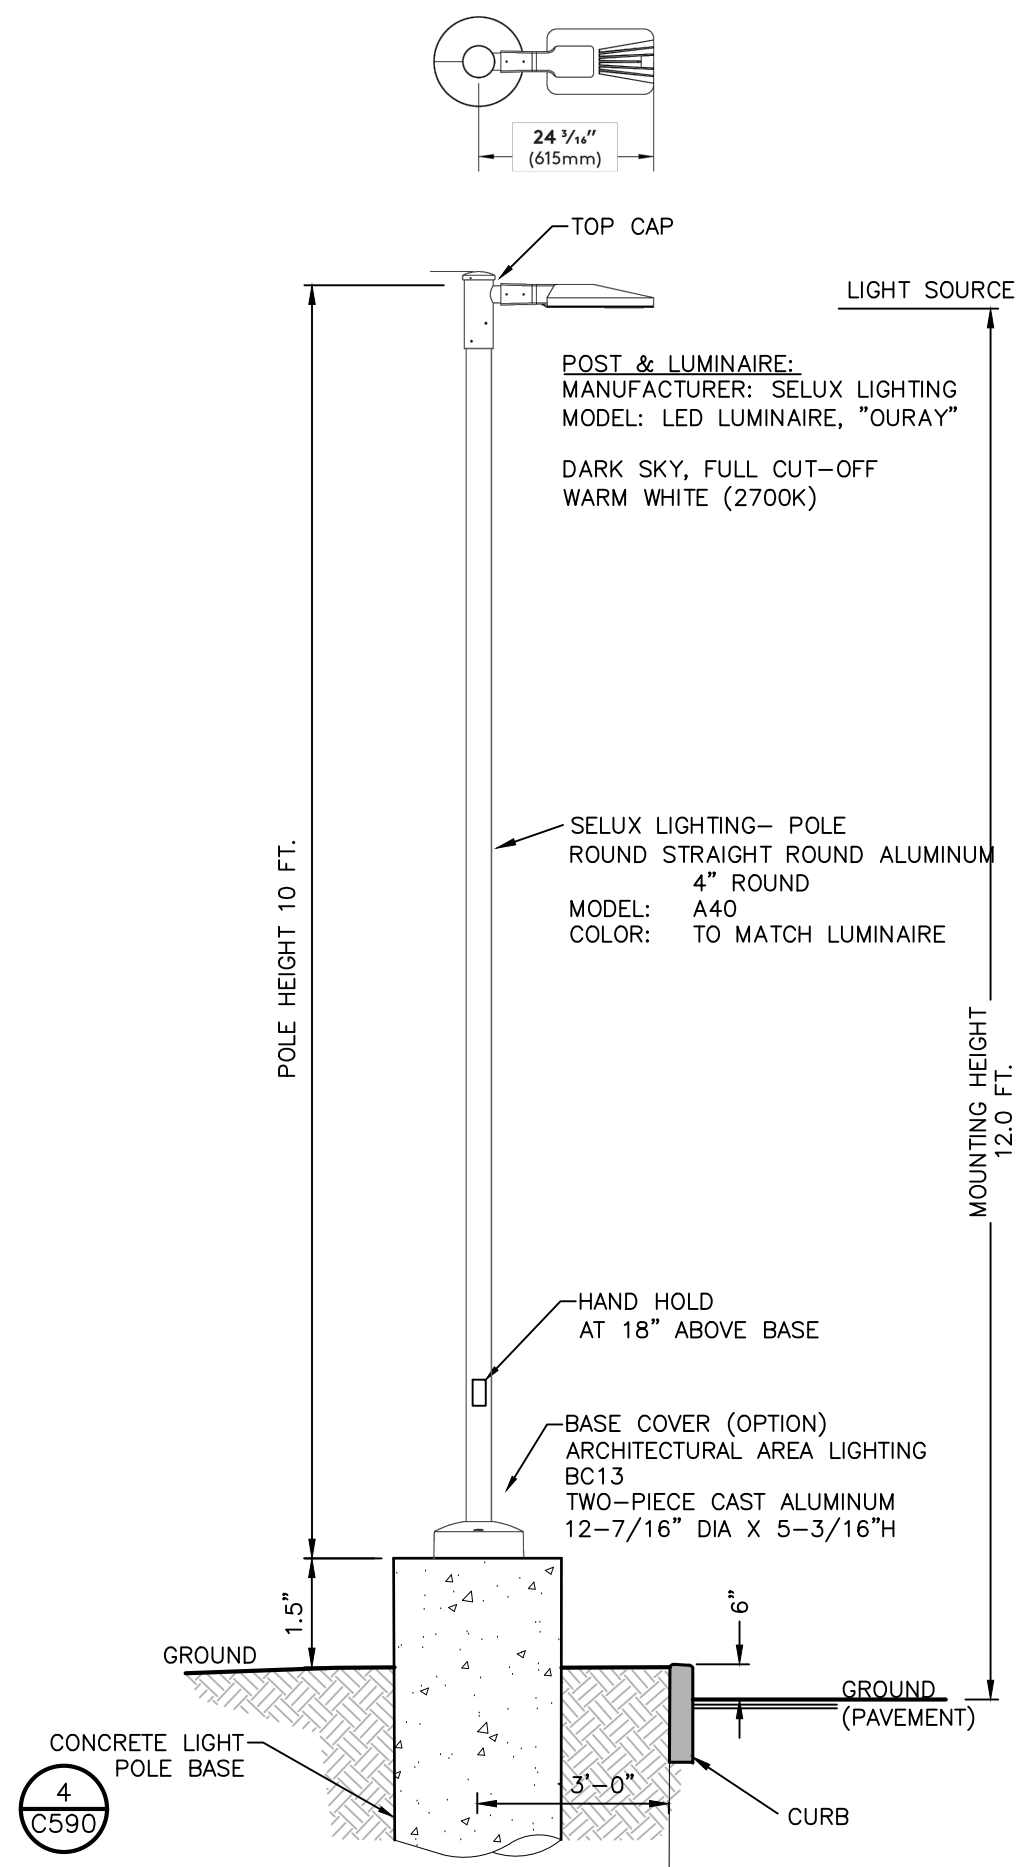 24 3/16"
(615mm)
TOP CAP
LIGHT SOURCE
POST & LUMINAIRE:
MANUFACTURER: SELUX LIGHTING
MODEL: LED LUMINAIRE, "OURAY"
DARK SKY, FULL CUT-OFF
WARM WHITE (2700K)
POLE HEIGHT 10 FT.
SELUX LIGHTING- POLE
ROUND STRAIGHT ROUND ALUMINUM
4" ROUND
MODEL: A40
COLOR: TO MATCH LUMINAIRE
MOUNTING HEIGHT
12.0 FT.
HAND HOLD
AT 18" ABOVE BASE
BASE COVER (OPTION)
ARCHITECTURAL AREA LIGHTING
BC13
TWO-PIECE CAST ALUMINUM
12-7/16" DIA X 5-3/16"H
1.5"
6"
GROUND
GROUND
(PAVEMENT)
CONCRETE LIGHT
POLE BASE
3'-0"
CURB
4
C590